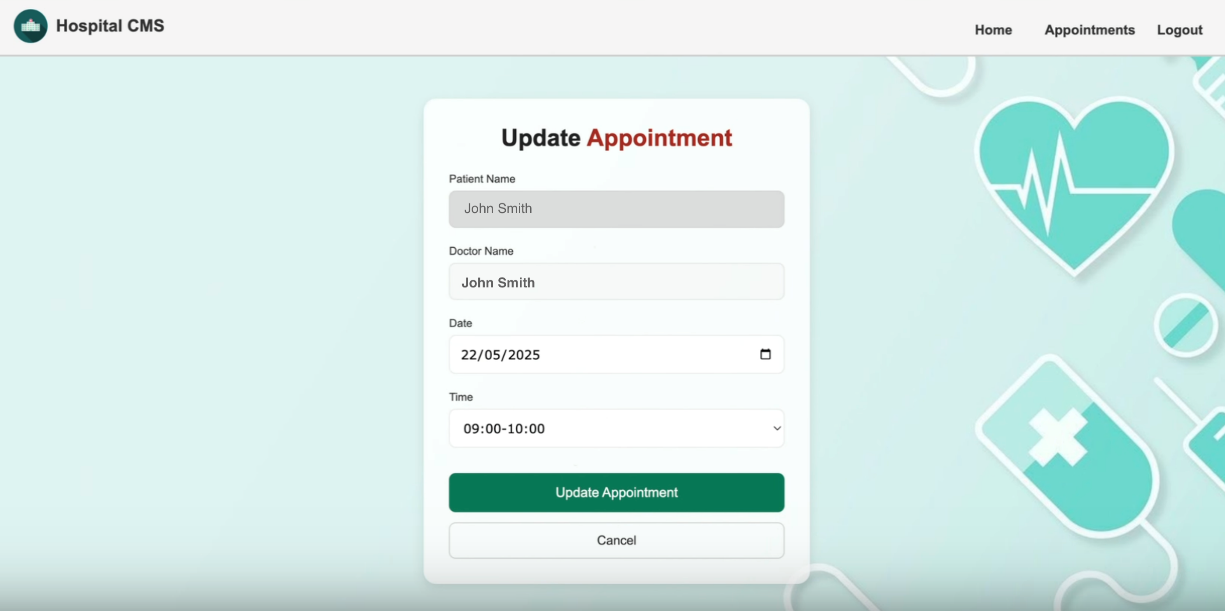 Hospital CMS
Home Appointments Logout
Update Appointment
Patient Name
John Smith
Doctor Name
John Smith
Date
22/05/2025
Time
09:00-10:00
Update Appointment
Cancel